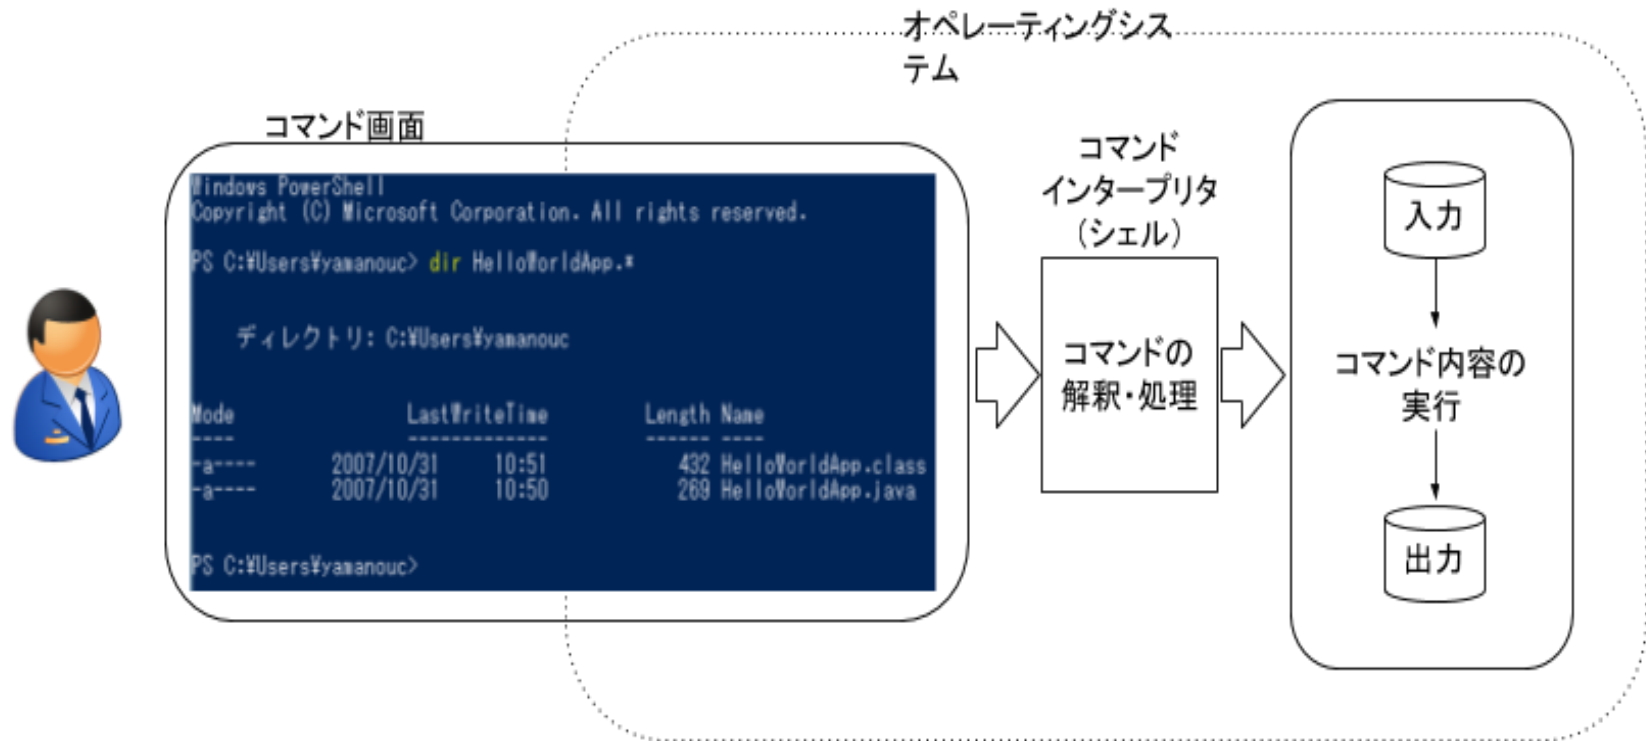 オペレーティングシス
テム
コマンド画面
Windows PowerShell
Copyright (C) Microsoft Corporation. All rights reserved.
PS C:¥Users¥yamanouc> dir HelloWorldApp.*
ディレクトリ: C:¥Users¥yamanouc
Mode LastWriteTime Length Name
---- ------------- ------ ----
-a---- 2007/10/31 10:51 432 HelloWorldApp.class
-a---- 2007/10/31 10:50 269 HelloWorldApp.java
PS C:¥Users¥yamanouc>
コマンド
インタープリタ
(シェル)
コマンドの
解釈・処理
入力
コマンド内容の
実行
出力